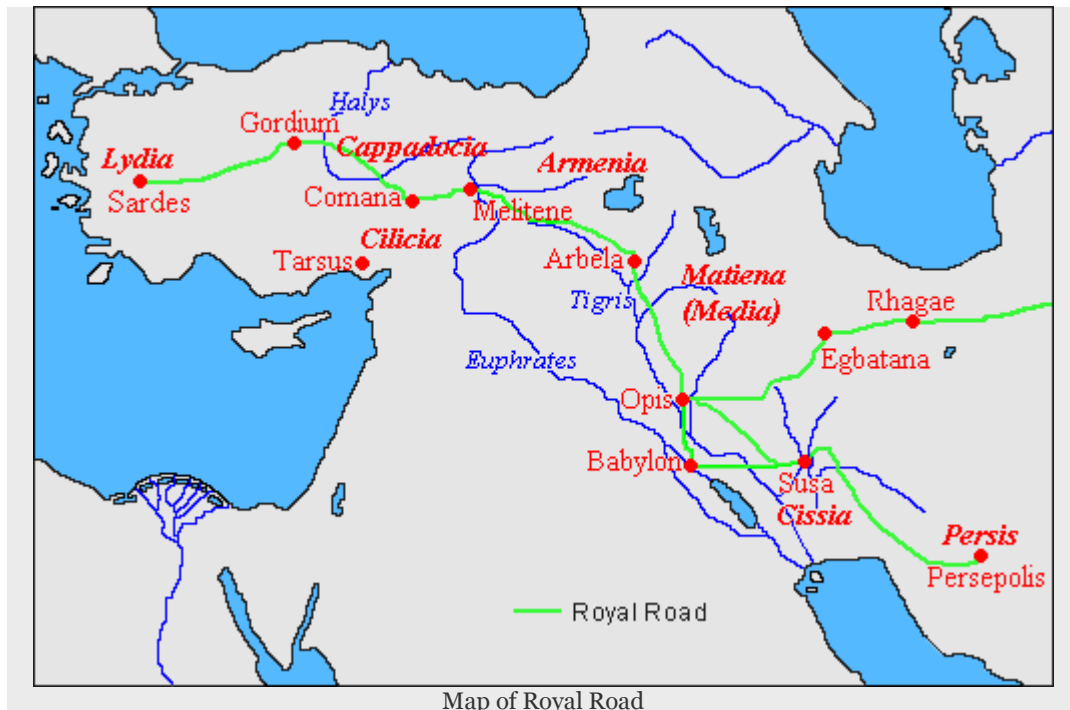 Halys
Gordium
Cappadocia
Lydia
Armenia
Sardes
Comana
Melitene
Cilicia
Tarsus
Arbela
Matiena
(Media)
Tigris
Rhagae
Euphrates
Egbatana
Opis
Babylon
Susa
Cissia
Persis
Persepolis
Royal Road
Map of Royal Road